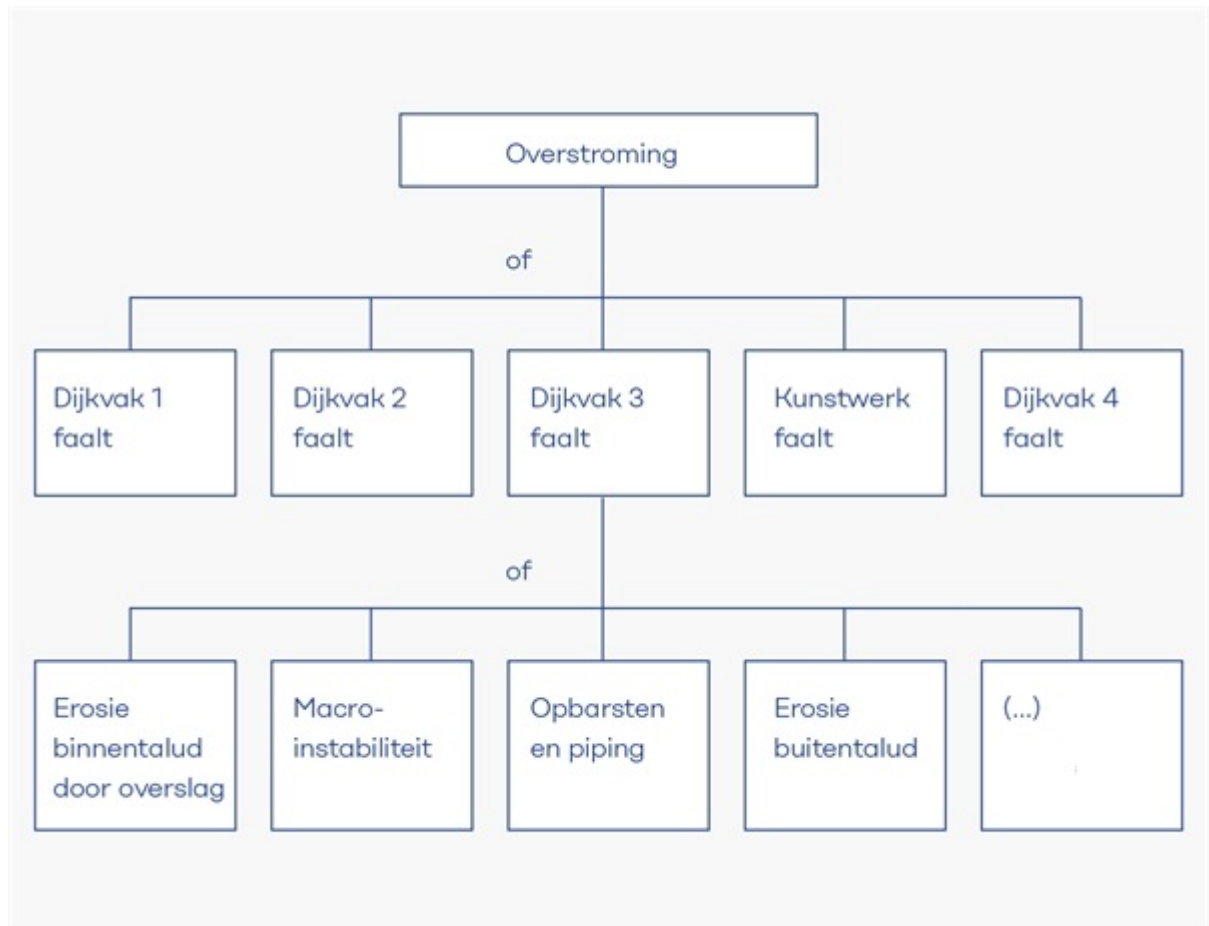 Overstroming
of
Dijkvak 1
faalt
Dijkvak 2
faalt
Dijkvak 3
faalt
Kunstwerk
faalt
Dijkvak 4
faalt
of
Erosie
binnentalud
door overslag
Macro-
instabiliteit
Opbarsten
en piping
Erosie
buitentalud
(...)